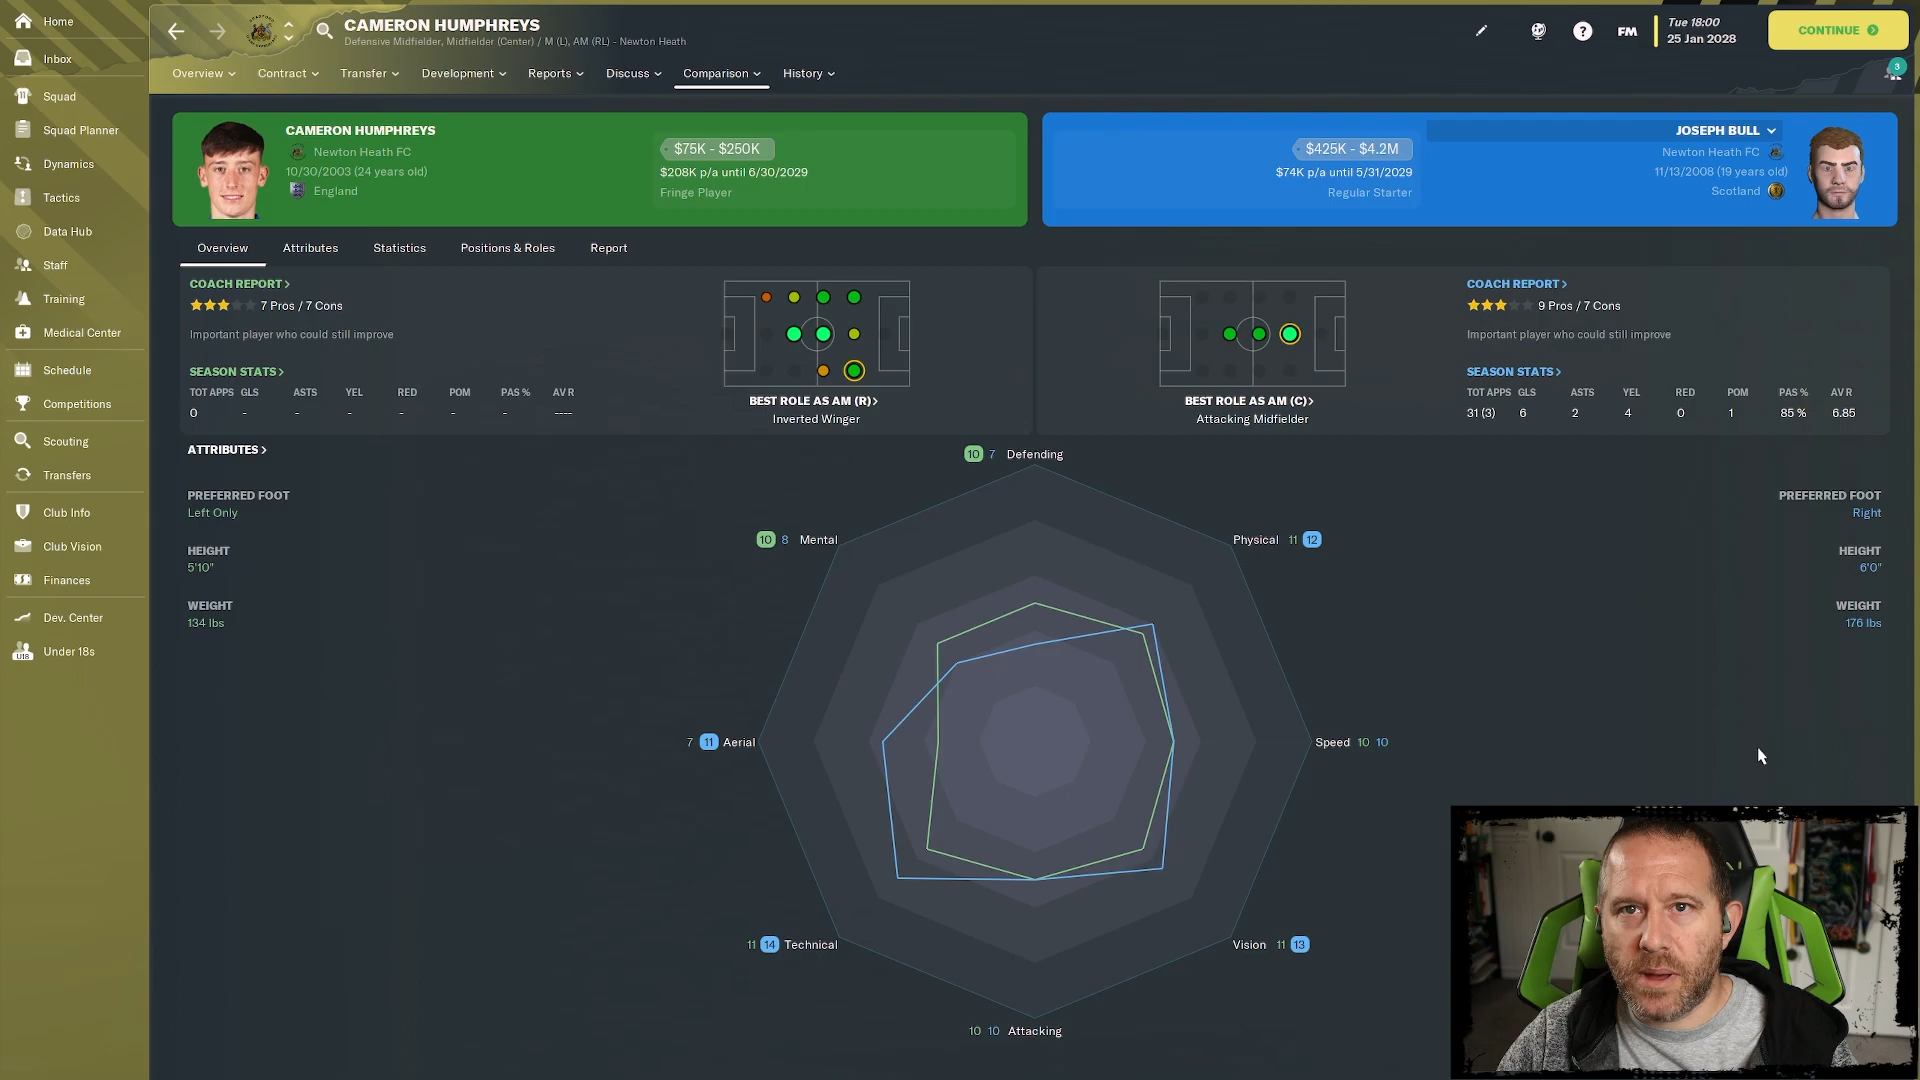 Home
Inbox
Squad
Squad Planner
Dynamics
Tactics
Data Hub
Staff
Training
Medical Center
Schedule
Competitions
Scouting
Transfers
Club Info
Club Vision
Finances
Dev. Center
U18 Under 18s
CAMERON HUMPHREYS
Defensive Midfielder, Midfielder (Center) / M (L), AM (RL) - Newton Heath
FM
Tue 18:00
25 Jan 2028
CONTINUE
3
Overview Contract Transfer Development Reports Discuss Comparison History
CAMERON HUMPHREYS
Newton Heath FC
10/30/2003 (24 years old)
England
$75K - $250K
$208K p/a until 6/30/2029
Fringe Player
$425K - $4.2M
$74K p/a until 5/31/2029
Regular Starter
JOSEPH BULL
Newton Heath FC
11/13/2008 (19 years old)
Scotland
Overview Attributes Statistics Positions & Roles Report
COACH REPORT >
7 Pros / 7 Cons
Important player who could still improve
SEASON STATS >
TOT APPS GLS ASTS YEL RED POM PAS % AV R
0 - - - - - - ----
BEST ROLE AS AM (R) >
Inverted Winger
BEST ROLE AS AM (C) >
Attacking Midfielder
COACH REPORT >
9 Pros / 7 Cons
Important player who could still improve
SEASON STATS >
TOT APPS GLS ASTS YEL RED POM PAS % AV R
31 (3) 6 2 4 0 1 85 % 6.85
ATTRIBUTES >
PREFERRED FOOT
Left Only
HEIGHT
5'10"
WEIGHT
134 lbs
10 7 Defending
10 8 Mental
Physical 11 12
7 11 Aerial
Speed 10 10
11 14 Technical
Vision 11 13
10 10 Attacking
PREFERRED FOOT
Right
HEIGHT
6'0"
WEIGHT
176 lbs